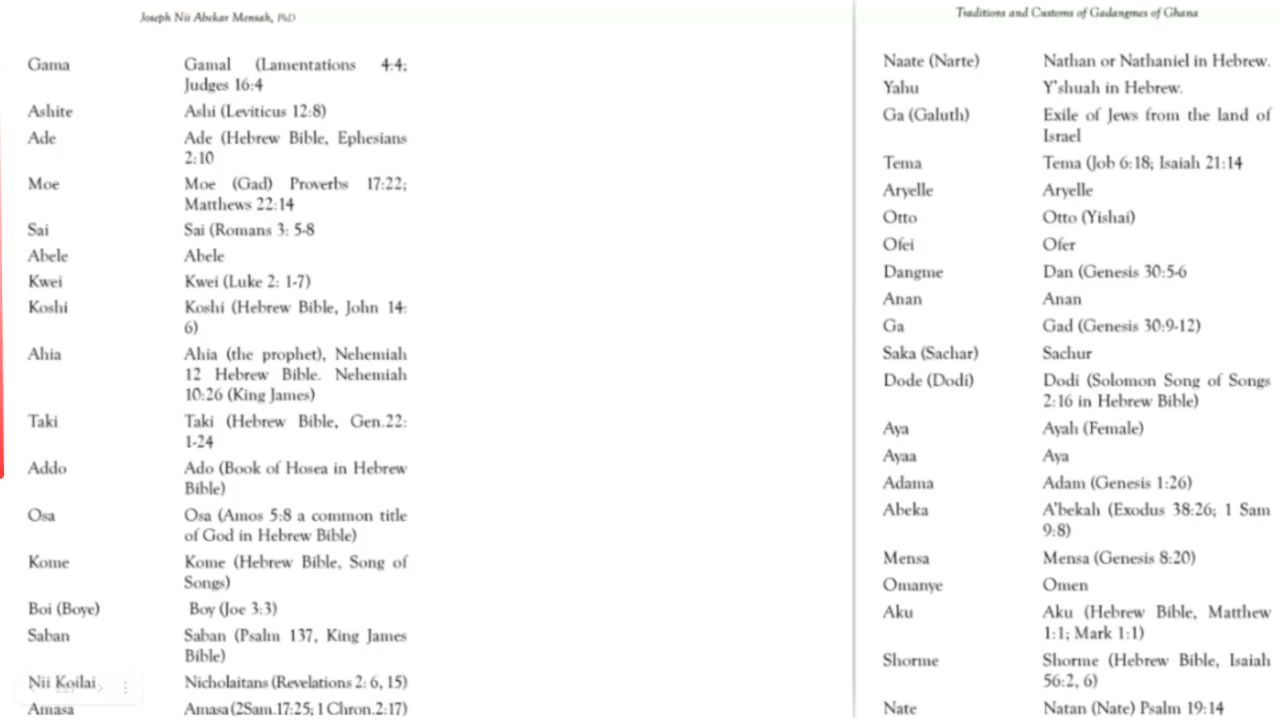 Joseph Nii Abekar Mensah, PhD
Gama Gamal (Lamentations 4:4;
Judges 16:4
Ashite Ashi (Leviticus 12:8)
Ade Ade (Hebrew Bible, Ephesians
2:10
Moe Moe (Gad) Proverbs 17:22;
Matthews 22:14
Sai Sai (Romans 3: 5-8
Abele Abele
Kwei Kwei (Luke 2: 1-7)
Koshi Koshi (Hebrew Bible, John 14:
6)
Ahia Ahia (the prophet), Nehemiah
12 Hebrew Bible. Nehemiah
10:26 (King James)
Taki Taki (Hebrew Bible, Gen.22:
1-24
Addo Ado (Book of Hosea in Hebrew
Bible)
Osa Osa (Amos 5:8 a common title
of God in Hebrew Bible)
Kome Kome (Hebrew Bible, Song of
Songs)
Boi (Boye) Boy (Joe 3:3)
Saban Saban (Psalm 137, King James
Bible)
Nii Koilai Nicholaitans (Revelations 2: 6, 15)
Amasa Amasa (2Sam.17:25; 1 Chron.2:17)
Traditions and Customs of Gadangmes of Ghana
Naate (Narte) Nathan or Nathaniel in Hebrew.
Yahu Y'shuah in Hebrew.
Ga (Galuth) Exile of Jews from the land of
Israel
Tema Tema (Job 6:18; Isaiah 21:14
Aryelle Aryelle
Otto Otto (Yishai)
Ofei Ofer
Dangme Dan (Genesis 30:5-6
Anan Anan
Ga Gad (Genesis 30:9-12)
Saka (Sachar) Sachur
Dode (Dodi) Dodi (Solomon Song of Songs
2:16 in Hebrew Bible)
Aya Ayah (Female)
Ayaa Aya
Adama Adam (Genesis 1:26)
Abeka A'bekah (Exodus 38:26; 1 Sam
9:8)
Mensa Mensa (Genesis 8:20)
Omanye Omen
Aku Aku (Hebrew Bible, Matthew
1:1; Mark 1:1)
Shorme Shorme (Hebrew Bible, Isaiah
56:2, 6)
Nate Natan (Nate) Psalm 19:14